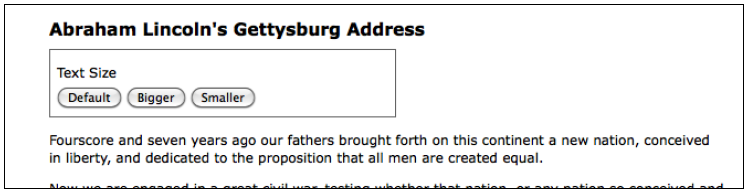 Abraham Lincoln's Gettysburg Address
Text Size
Default Bigger Smaller
Fourscore and seven years ago our fathers brought forth on this continent a new nation, conceived
in liberty, and dedicated to the proposition that all men are created equal.
Now we are engaged in a great civil war, testing whether that nation, or any nation so conceived and